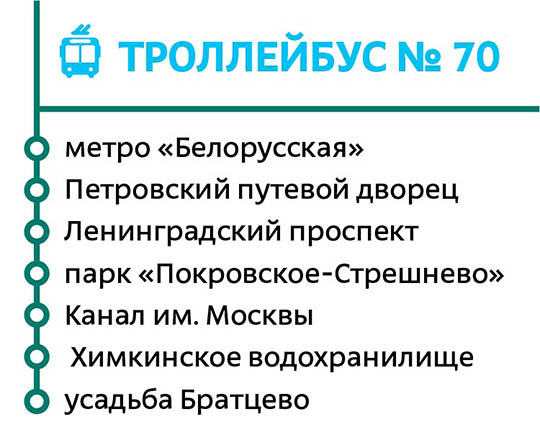 ТРОЛЛЕЙБУС № 70
метро «Белорусская»
Петровский путевой дворец
Ленинградский проспект
парк «Покровское-Стрешнево»
Канал им. Москвы
Химкинское водохранилище
усадьба Братцево